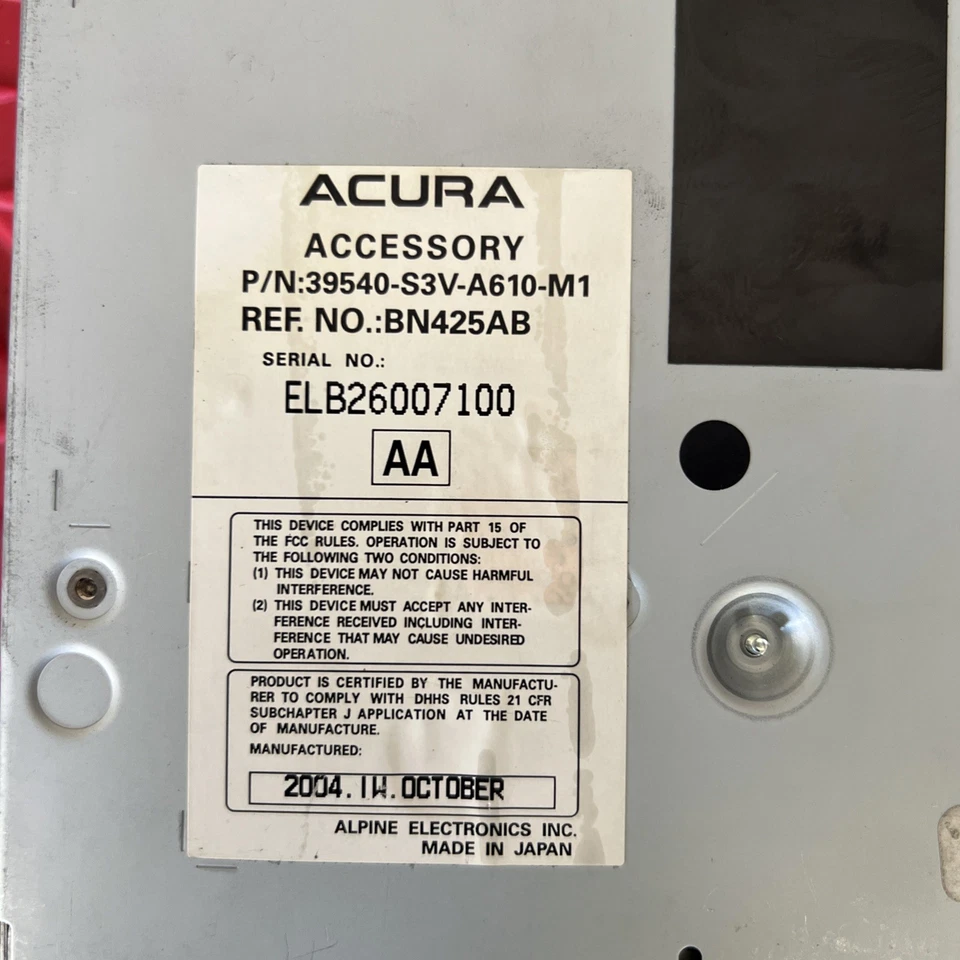 ACURA
ACCESSORY
P/N:39540-S3V-A610-M1
REF. NO.:BN425AB
SERIAL NO.:
ELB26007100
AA
THIS DEVICE COMPLIES WITH PART 15 OF
THE FCC RULES. OPERATION IS SUBJECT TO
THE FOLLOWING TWO CONDITIONS:
(1) THIS DEVICE MAY NOT CAUSE HARMFUL
INTERFERENCE.
(2) THIS DEVICE MUST ACCEPT ANY INTER-
FERENCE RECEIVED INCLUDING INTER-
FERENCE THAT MAY CAUSE UNDESIRED
OPERATION.
PRODUCT IS CERTIFIED BY THE MANUFACTU-
RER TO COMPLY WITH DHHS RULES 21 CFR
SUBCHAPTER J APPLICATION AT THE DATE
OF MANUFACTURE.
MANUFACTURED:
2004.1W.OCTOBER
ALPINE ELECTRONICS INC.
MADE IN JAPAN